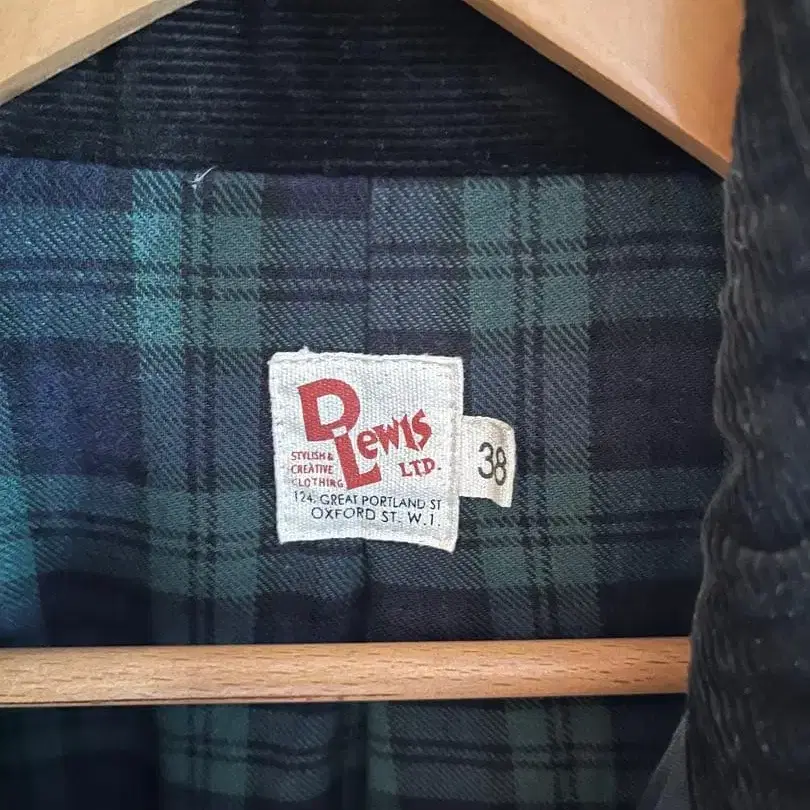 D Lewis
LTD.
STYLISH &
CREATIVE
CLOTHING
124, GREAT PORTLAND ST
OXFORD ST. W.1.
38